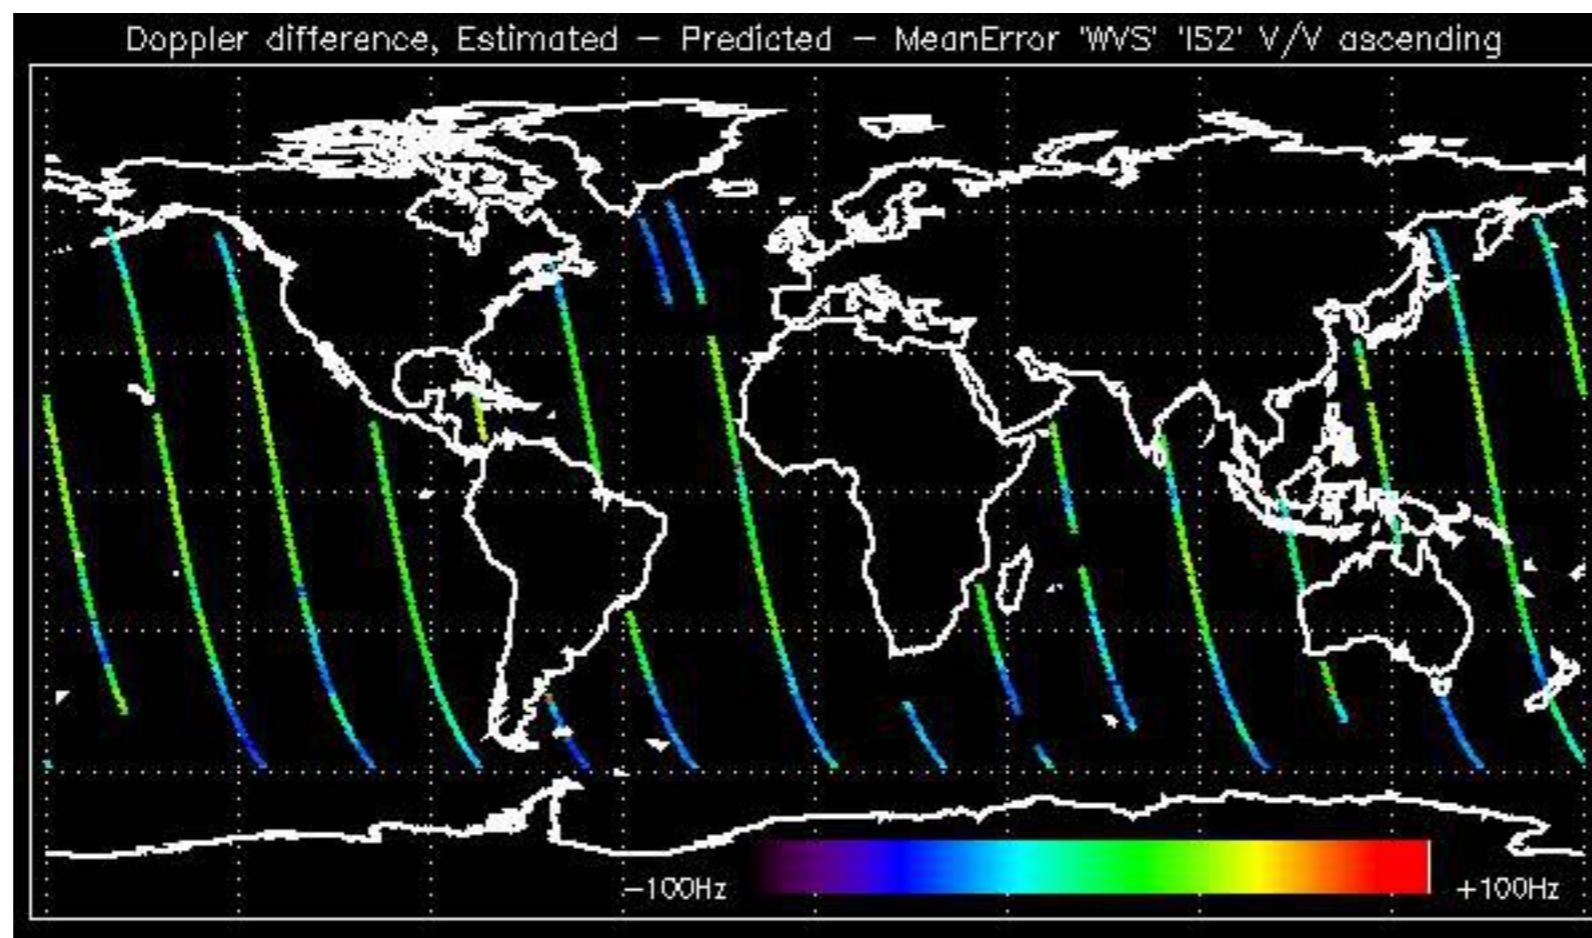 Doppler difference, Estimated − Predicted − MeanError 'WVS' 'IS2' V/V ascending
−100Hz +100Hz